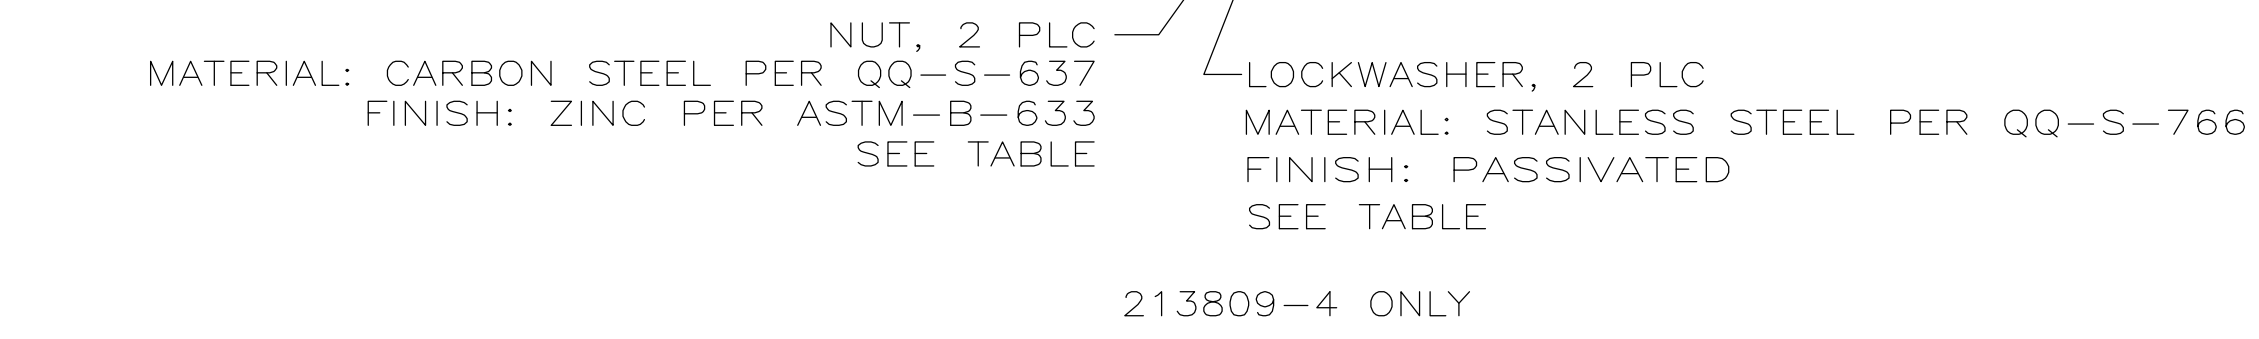 NUT, 2 PLC
MATERIAL: CARBON STEEL PER QQ-S-637
FINISH: ZINC PER ASTM-B-633
SEE TABLE
LOCKWASHER, 2 PLC
MATERIAL: STANLESS STEEL PER QQ-S-766
FINISH: PASSIVATED
SEE TABLE
213809-4 ONLY